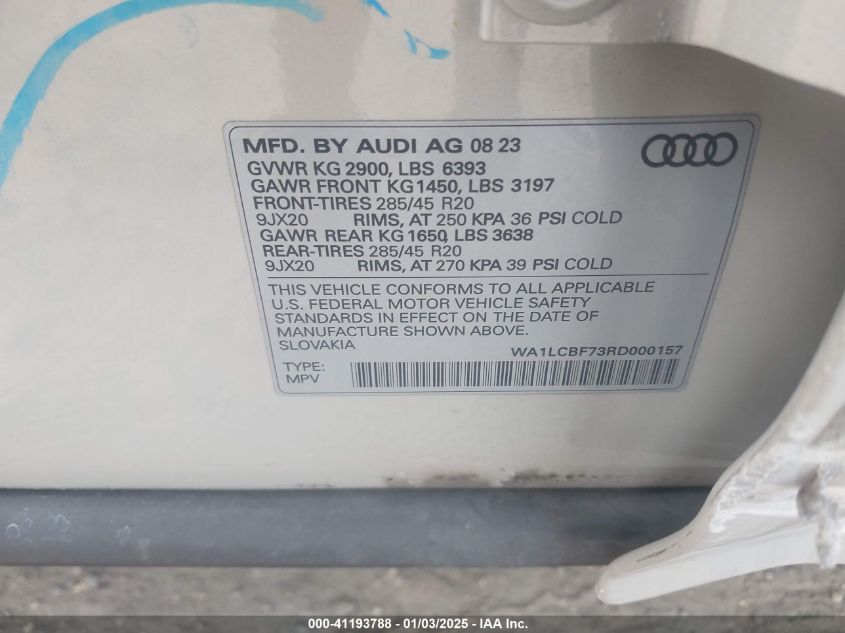 MFD. BY AUDI AG 08 23
GVWR KG 2900, LBS 6393
GAWR FRONT KG1450, LBS 3197
FRONT-TIRES 285/45 R20
9JX20 RIMS, AT 250 KPA 36 PSI COLD
GAWR REAR KG 1650, LBS 3638
REAR-TIRES 285/45 R20
9JX20 RIMS, AT 270 KPA 39 PSI COLD
THIS VEHICLE CONFORMS TO ALL APPLICABLE
U.S. FEDERAL MOTOR VEHICLE SAFETY
STANDARDS IN EFFECT ON THE DATE OF
MANUFACTURE SHOWN ABOVE.
SLOVAKIA WA1LCBF73RD000157
TYPE:
MPV
000-41193788 - 01/03/2025 - IAA Inc.